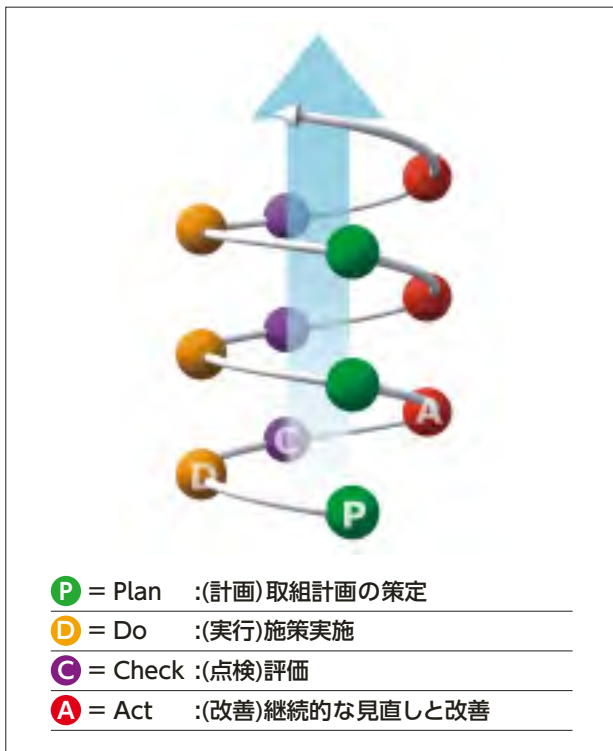 A
C
D
P
P = Plan :(計画)取組計画の策定
D = Do :(実行)施策実施
C = Check :(点検)評価
A = Act :(改善)継続的な見直しと改善